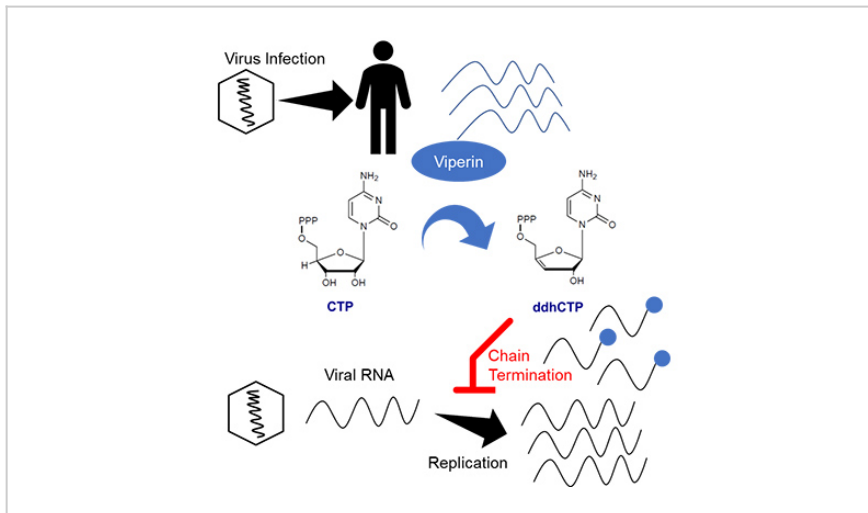 Virus Infection
Viperin
NH₂
N
N
O
PPP
O
O
H
OH OH
CTP
NH₂
N
N
O
PPP
O
O
OH
ddhCTP
Chain
Termination
Viral RNA
Replication